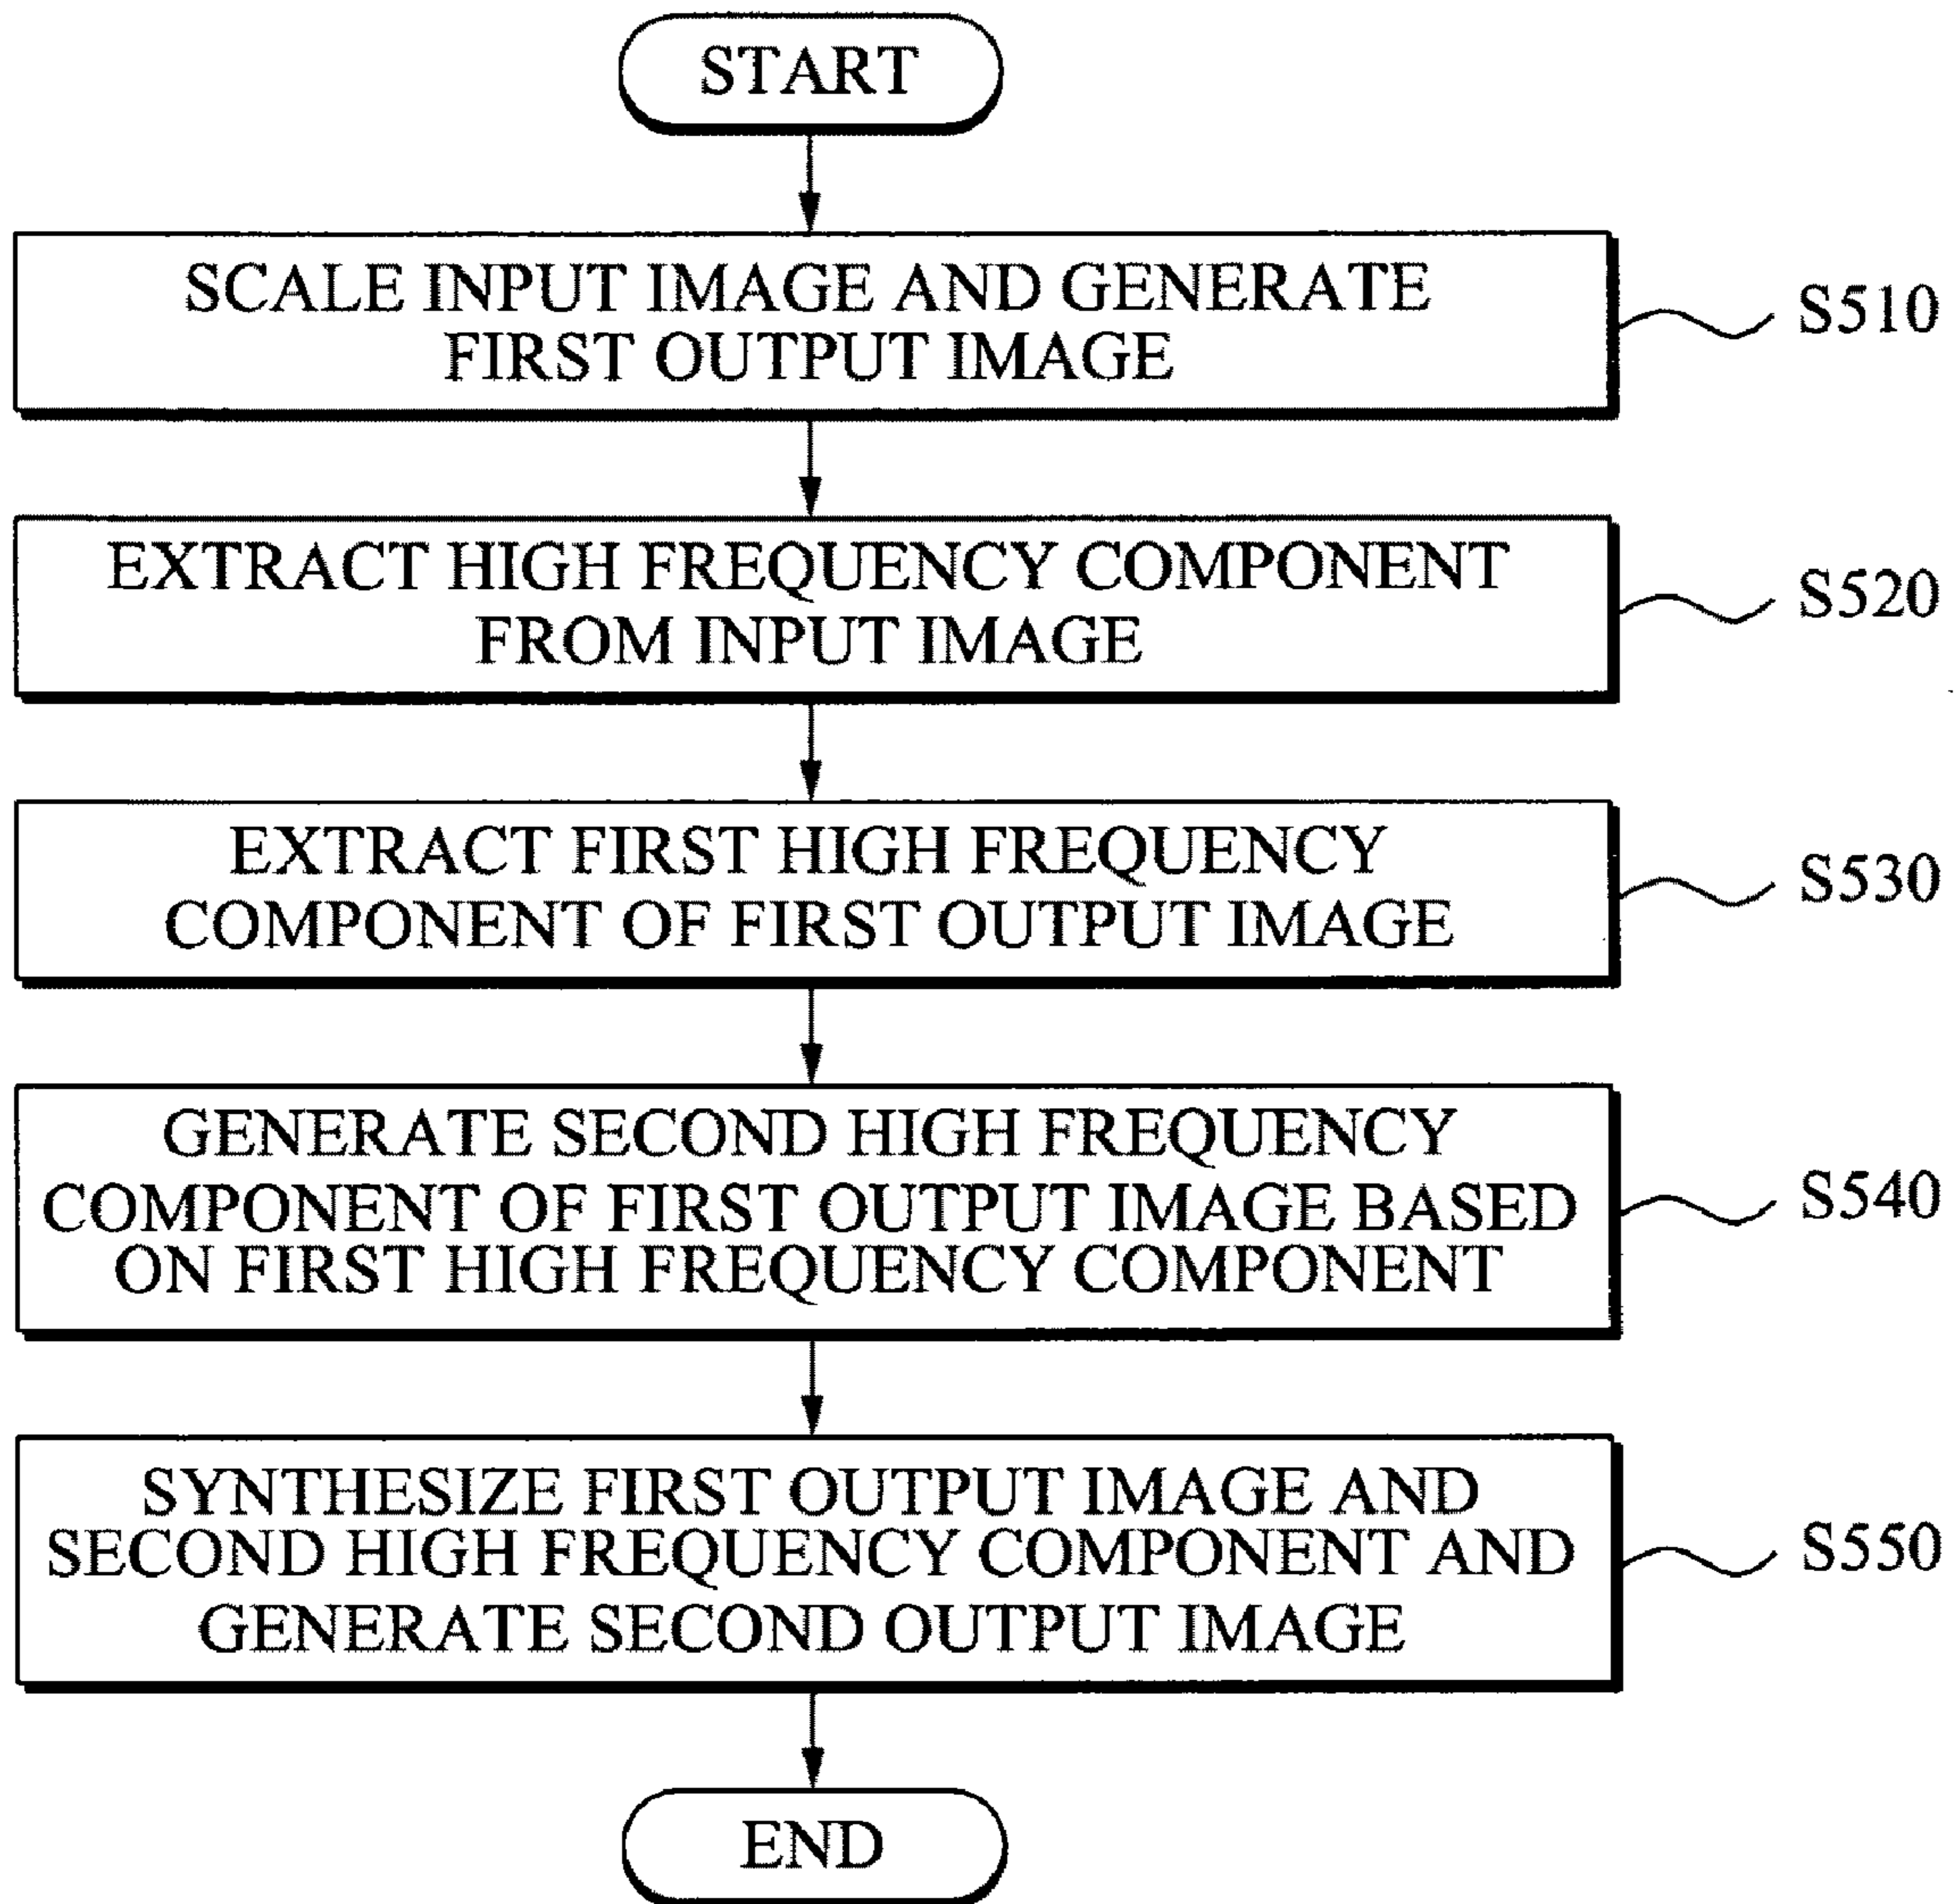 START
SCALE INPUT IMAGE AND GENERATE
FIRST OUTPUT IMAGE
S510
EXTRACT HIGH FREQUENCY COMPONENT
FROM INPUT IMAGE
S520
EXTRACT FIRST HIGH FREQUENCY
COMPONENT OF FIRST OUTPUT IMAGE
S530
GENERATE SECOND HIGH FREQUENCY
COMPONENT OF FIRST OUTPUT IMAGE BASED
ON FIRST HIGH FREQUENCY COMPONENT
S540
SYNTHESIZE FIRST OUTPUT IMAGE AND
SECOND HIGH FREQUENCY COMPONENT AND
GENERATE SECOND OUTPUT IMAGE
S550
END